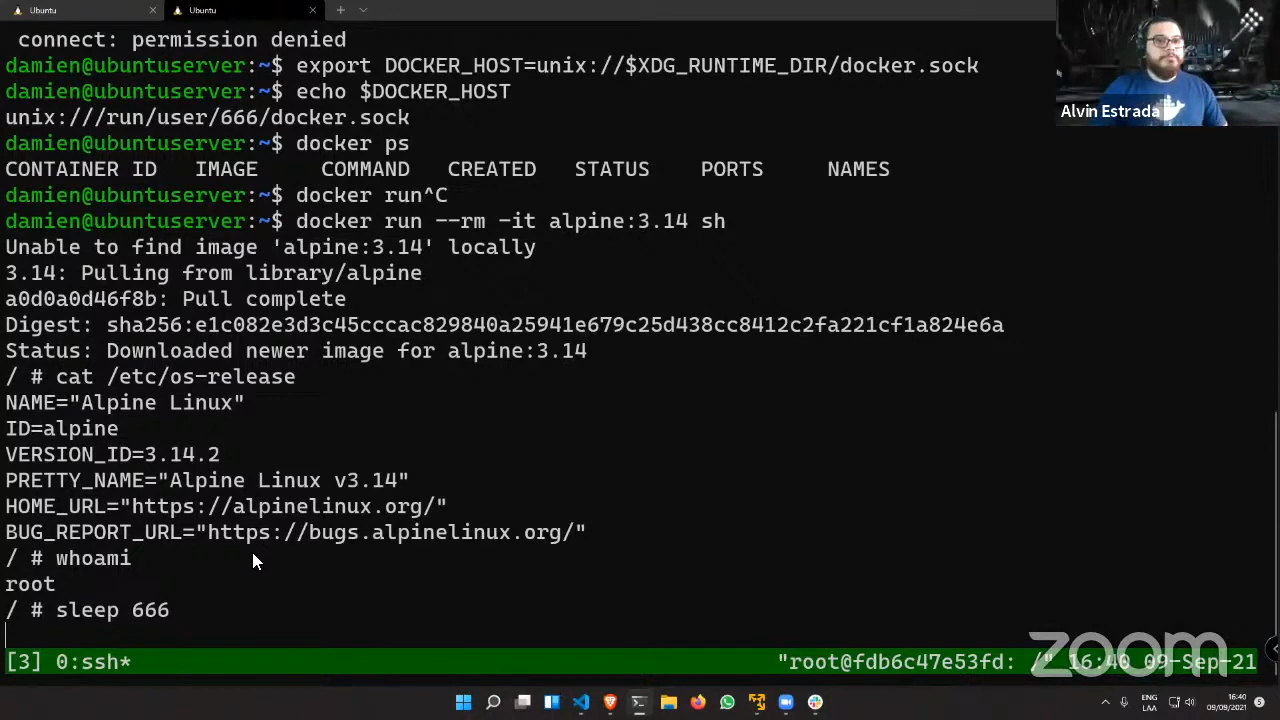 Ubuntu
Ubuntu
connect: permission denied
damien@ubuntuserver:~$ export DOCKER_HOST=unix://$XDG_RUNTIME_DIR/docker.sock
damien@ubuntuserver:~$ echo $DOCKER_HOST
unix:///run/user/666/docker.sock
damien@ubuntuserver:~$ docker ps
CONTAINER ID   IMAGE     COMMAND   CREATED   STATUS    PORTS     NAMES
damien@ubuntuserver:~$ docker run^C
damien@ubuntuserver:~$ docker run --rm -it alpine:3.14 sh
Unable to find image 'alpine:3.14' locally
3.14: Pulling from library/alpine
a0d0a0d46f8b: Pull complete
Digest: sha256:e1c082e3d3c45cccac829840a25941e679c25d438cc8412c2fa221cf1a824e6a
Status: Downloaded newer image for alpine:3.14
/ # cat /etc/os-release
NAME="Alpine Linux"
ID=alpine
VERSION_ID=3.14.2
PRETTY_NAME="Alpine Linux v3.14"
HOME_URL="https://alpinelinux.org/"
BUG_REPORT_URL="https://bugs.alpinelinux.org/"
/ # whoami
root
/ # sleep 666
Alvin Estrada
zoom
[3] 0:ssh*                "root@fdb6c47e53fd: /" 16:40 09-Sep-21
ENG
LAA
16:40
09/09/2021
5